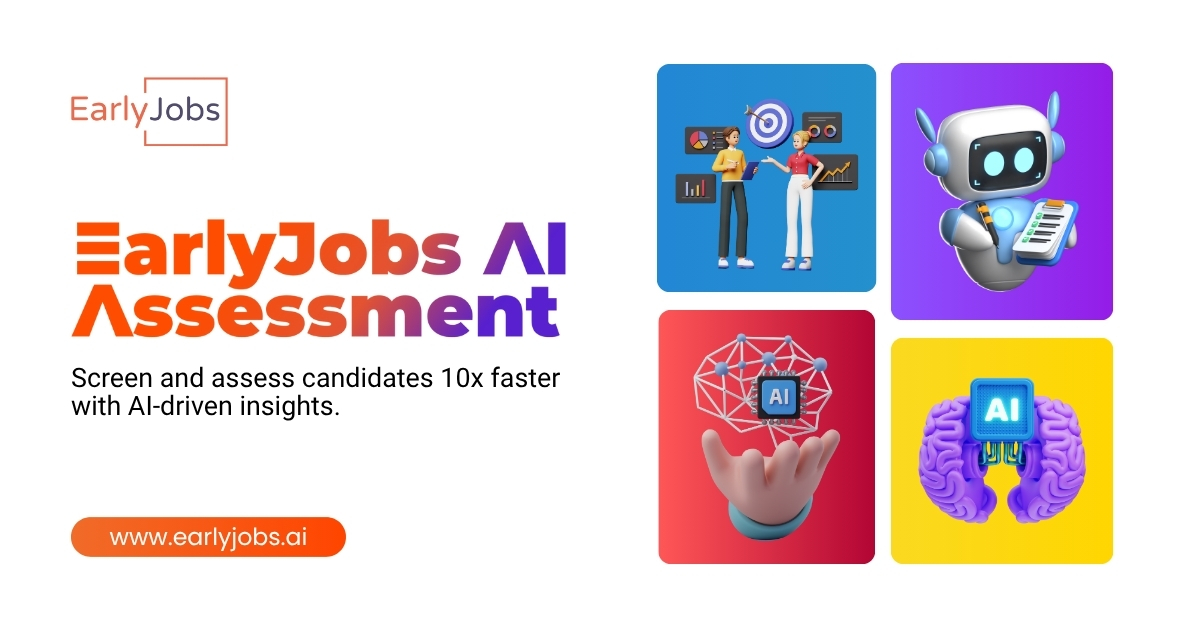 EarlyJobs
EarlyJobs AI
Assessment
Screen and assess candidates 10x faster
with AI-driven insights.
www.earlyjobs.ai
AI
AI